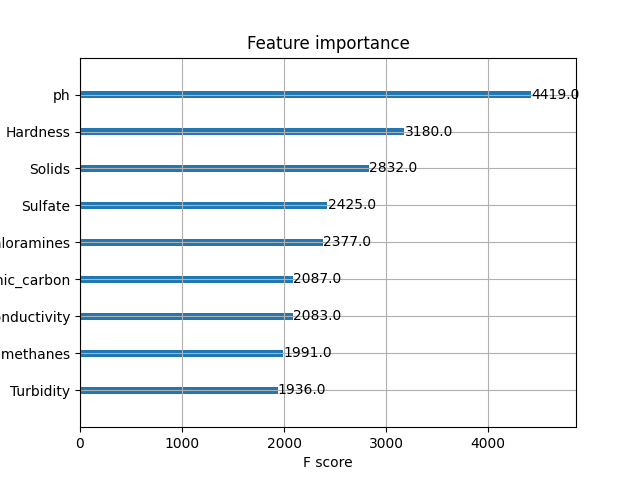 Feature importance
ph 4419.0
Hardness 3180.0
Solids 2832.0
Sulfate 2425.0
loramines 2377.0
nic_carbon 2087.0
nductivity 2083.0
methanes 1991.0
Turbidity 1936.0
0 1000 2000 3000 4000
F score